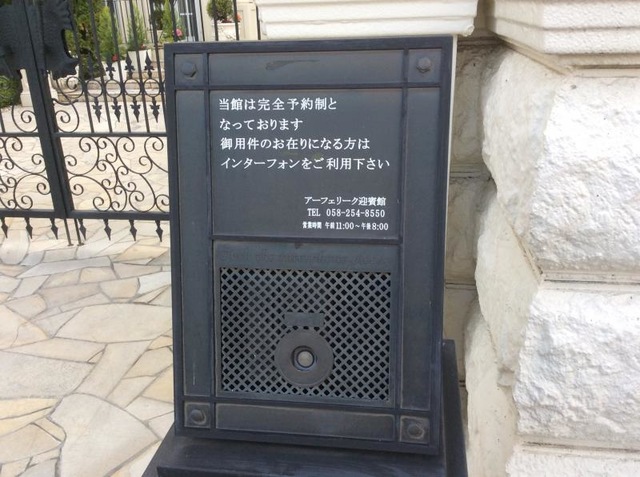 当館は完全予約制と
なっております
御用件のお在りになる方は
インターフォンをご利用下さい
アーフェリーク迎賓館
TEL 058-254-8550
営業時間 午前11:00～午後8:00